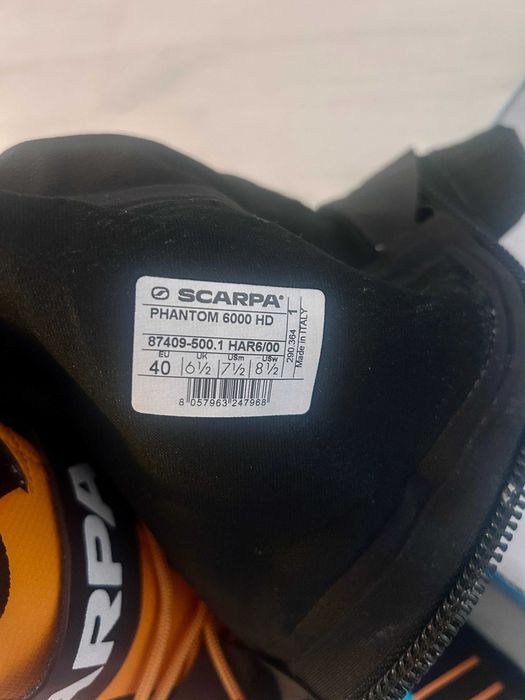 SCARPA®
PHANTOM 6000 HD
87409-500.1 HAR6/00
EU UK USm USw
40 6½ 7½ 8½
8 057963 247968
290.364 1
Made in ITALY
ARPA